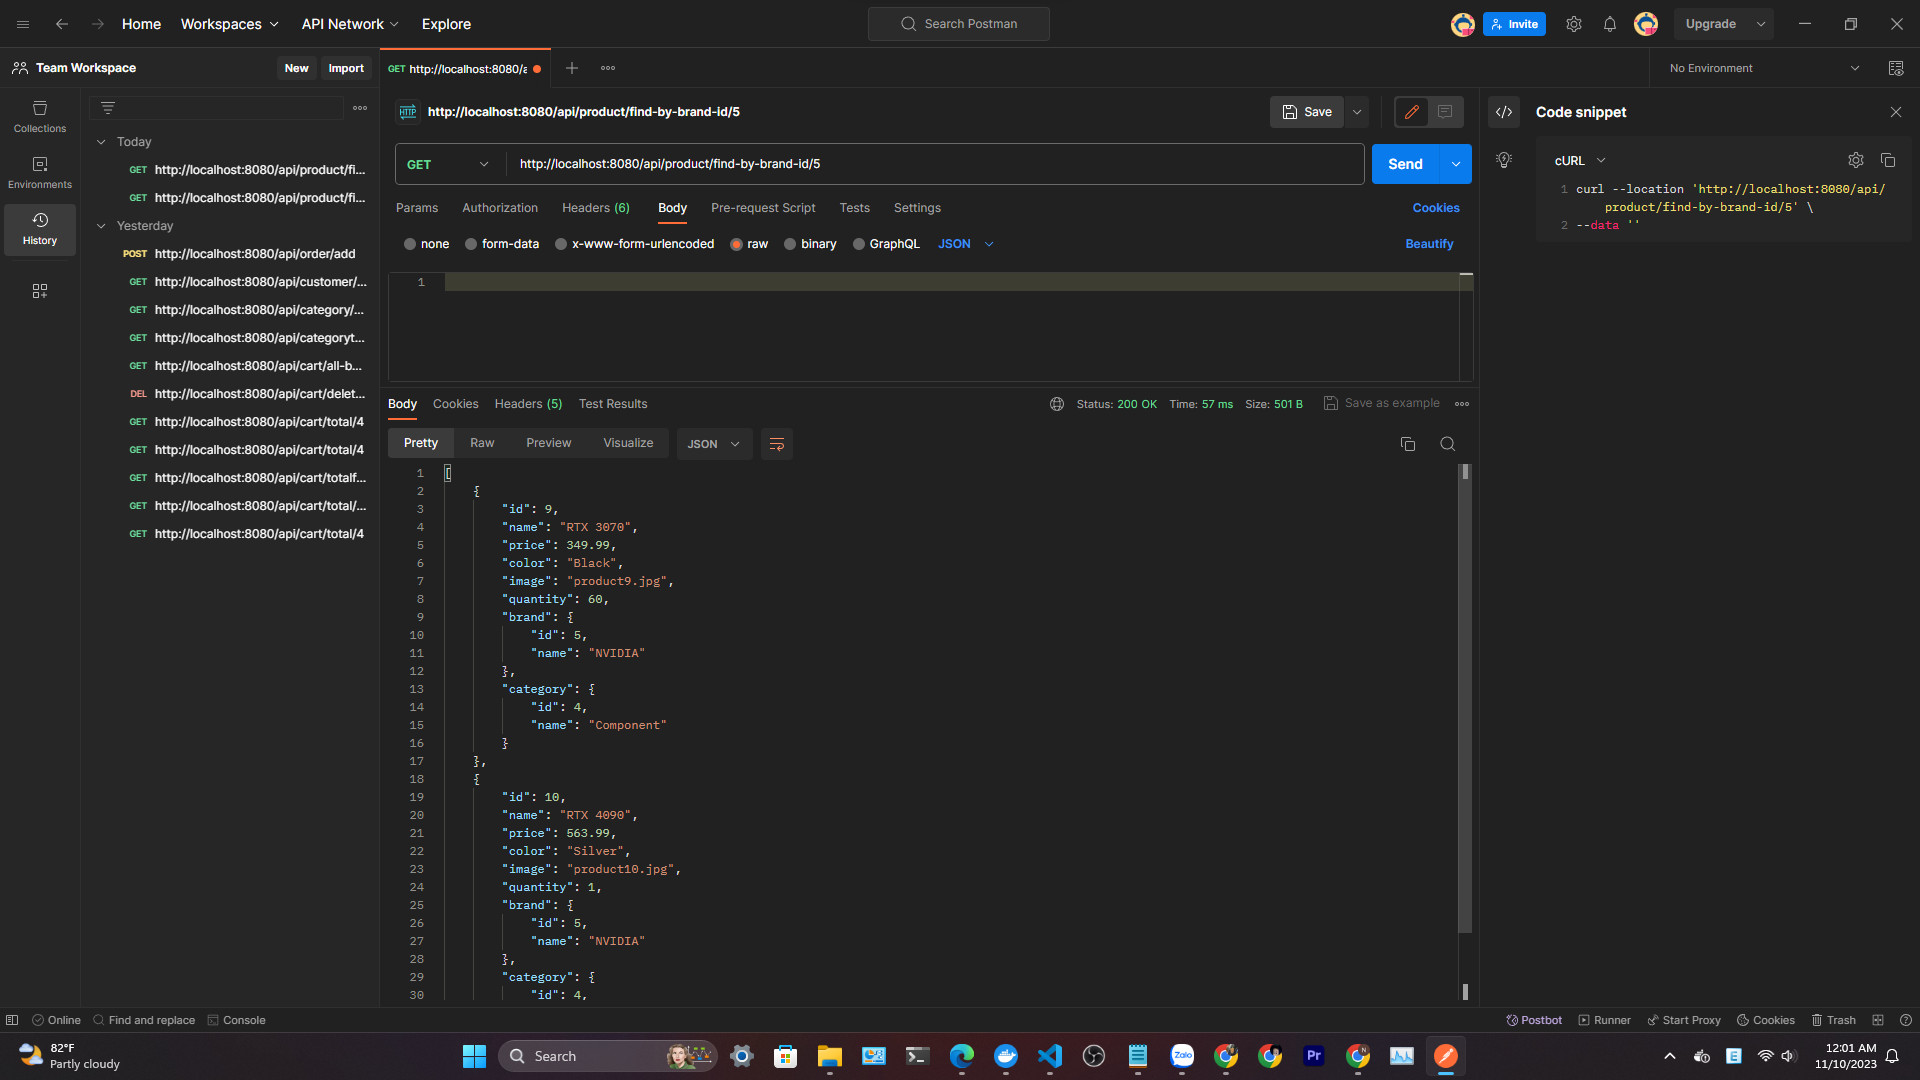 Home
Workspaces
API Network
Explore
Search Postman
Invite
Upgrade
Team Workspace
New
Import
GET http://localhost:8080/a
No Environment
Collections
Environments
History
Today
GET http://localhost:8080/api/product/fi...
GET http://localhost:8080/api/product/fi...
Yesterday
POST http://localhost:8080/api/order/add
GET http://localhost:8080/api/customer/...
GET http://localhost:8080/api/category/...
GET http://localhost:8080/api/categoryt...
GET http://localhost:8080/api/cart/all-b...
DEL http://localhost:8080/api/cart/delet...
GET http://localhost:8080/api/cart/total/4
GET http://localhost:8080/api/cart/total/4
GET http://localhost:8080/api/cart/totalf...
GET http://localhost:8080/api/cart/total/...
GET http://localhost:8080/api/cart/total/4
HTTP http://localhost:8080/api/product/find-by-brand-id/5
Save
GET http://localhost:8080/api/product/find-by-brand-id/5
Send
Params Authorization Headers (6) Body Pre-request Script Tests Settings
Cookies
none form-data x-www-form-urlencoded raw binary GraphQL JSON
Beautify
1
Body Cookies Headers (5) Test Results
Status: 200 OK Time: 57 ms Size: 501 B
Save as example
Pretty Raw Preview Visualize JSON
1 [
2 {
3 "id": 9,
4 "name": "RTX 3070",
5 "price": 349.99,
6 "color": "Black",
7 "image": "product9.jpg",
8 "quantity": 60,
9 "brand": {
10 "id": 5,
11 "name": "NVIDIA"
12 },
13 "category": {
14 "id": 4,
15 "name": "Component"
16 }
17 },
18 {
19 "id": 10,
20 "name": "RTX 4090",
21 "price": 563.99,
22 "color": "Silver",
23 "image": "product10.jpg",
24 "quantity": 1,
25 "brand": {
26 "id": 5,
27 "name": "NVIDIA"
28 },
29 "category": {
30 "id": 4,
Code snippet
cURL
1 curl --location 'http://localhost:8080/api/
product/find-by-brand-id/5' \
2 --data ''
Online
Find and replace
Console
Postbot
Runner
Start Proxy
Cookies
Trash
82°F
Partly cloudy
Search
Zalo
Pr
E
12:01 AM
11/10/2023